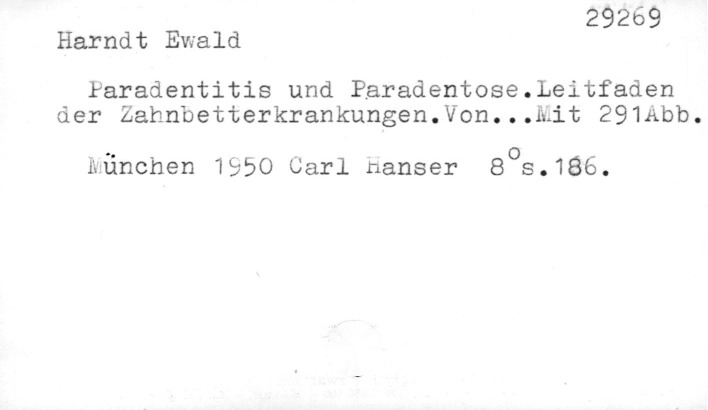 29269
Harndt Ewald
Paradentitis und Paradentose.Leitfaden
der Zahnbetterkrankungen.Von...Mit 291Abb.
München 1950 Carl Hanser 8°s.186.